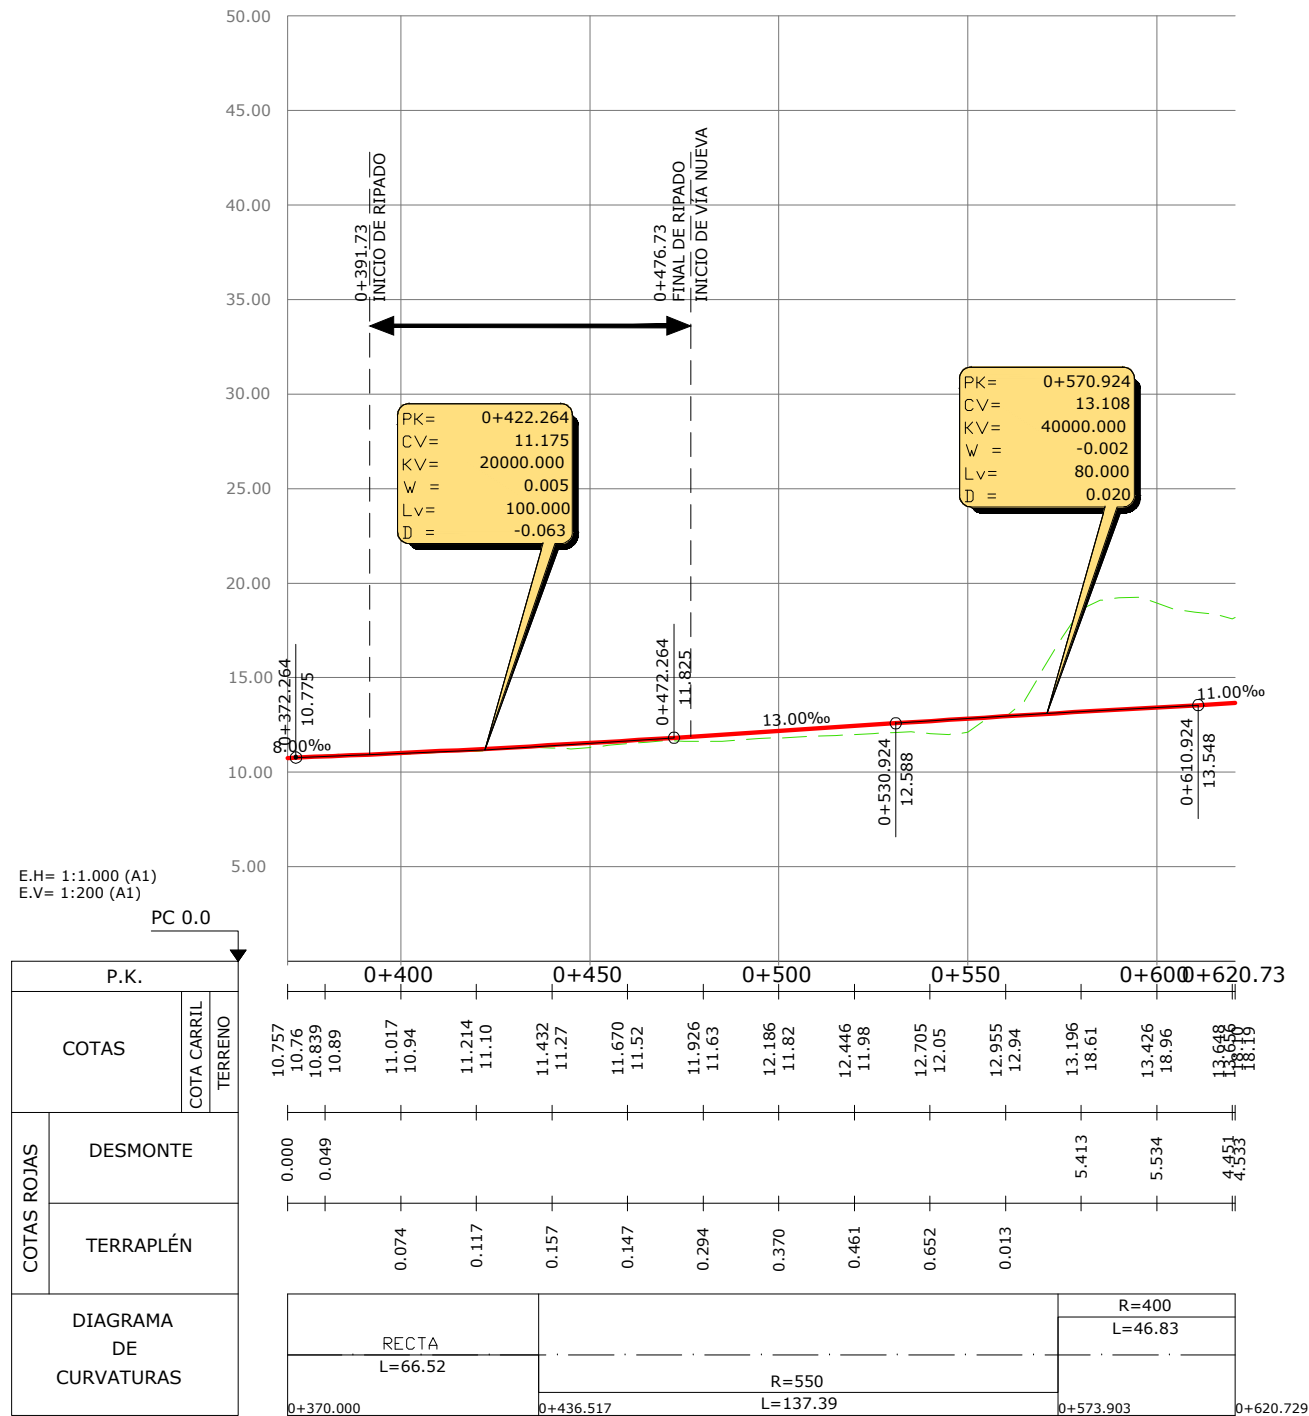 50.00
45.00
40.00
35.00
30.00
25.00
20.00
15.00
10.00
5.00
0+391.73
INICIO DE RIPADO
0+476.73
FINAL DE RIPADO
INICIO DE VÍA NUEVA
PK= 0+422.264
CV= 11.175
KV= 20000.000
W = 0.005
Lv= 100.000
D = -0.063
PK= 0+570.924
CV= 13.108
KV= 40000.000
W = -0.002
Lv= 80.000
D = 0.020
0+372.264
10.775
8.00‰
0+472.264
11.825
13.00‰
0+530.924
12.588
0+610.924
13.548
11.00‰
E.H= 1:1.000 (A1)
E.V= 1:200 (A1)
PC 0.0
P.K.
0+400 0+450 0+500 0+550 0+600 0+620.73
COTAS
COTA CARRIL
TERRENO
10.757 10.839 11.017 11.214 11.432 11.670 11.926 12.186 12.446 12.705 12.955 13.196 13.426 13.648 13.656
10.76 10.89 10.94 11.10 11.27 11.52 11.63 11.82 11.98 12.05 12.94 18.61 18.96 18.10 18.19
COTAS ROJAS
DESMONTE
0.000 0.049 5.413 5.534 4.451 4.533
TERRAPLÉN
0.074 0.117 0.157 0.147 0.294 0.370 0.461 0.652 0.013
DIAGRAMA
DE
CURVATURAS
RECTA
L=66.52
R=550
L=137.39
R=400
L=46.83
0+370.000 0+436.517 0+573.903 0+620.729